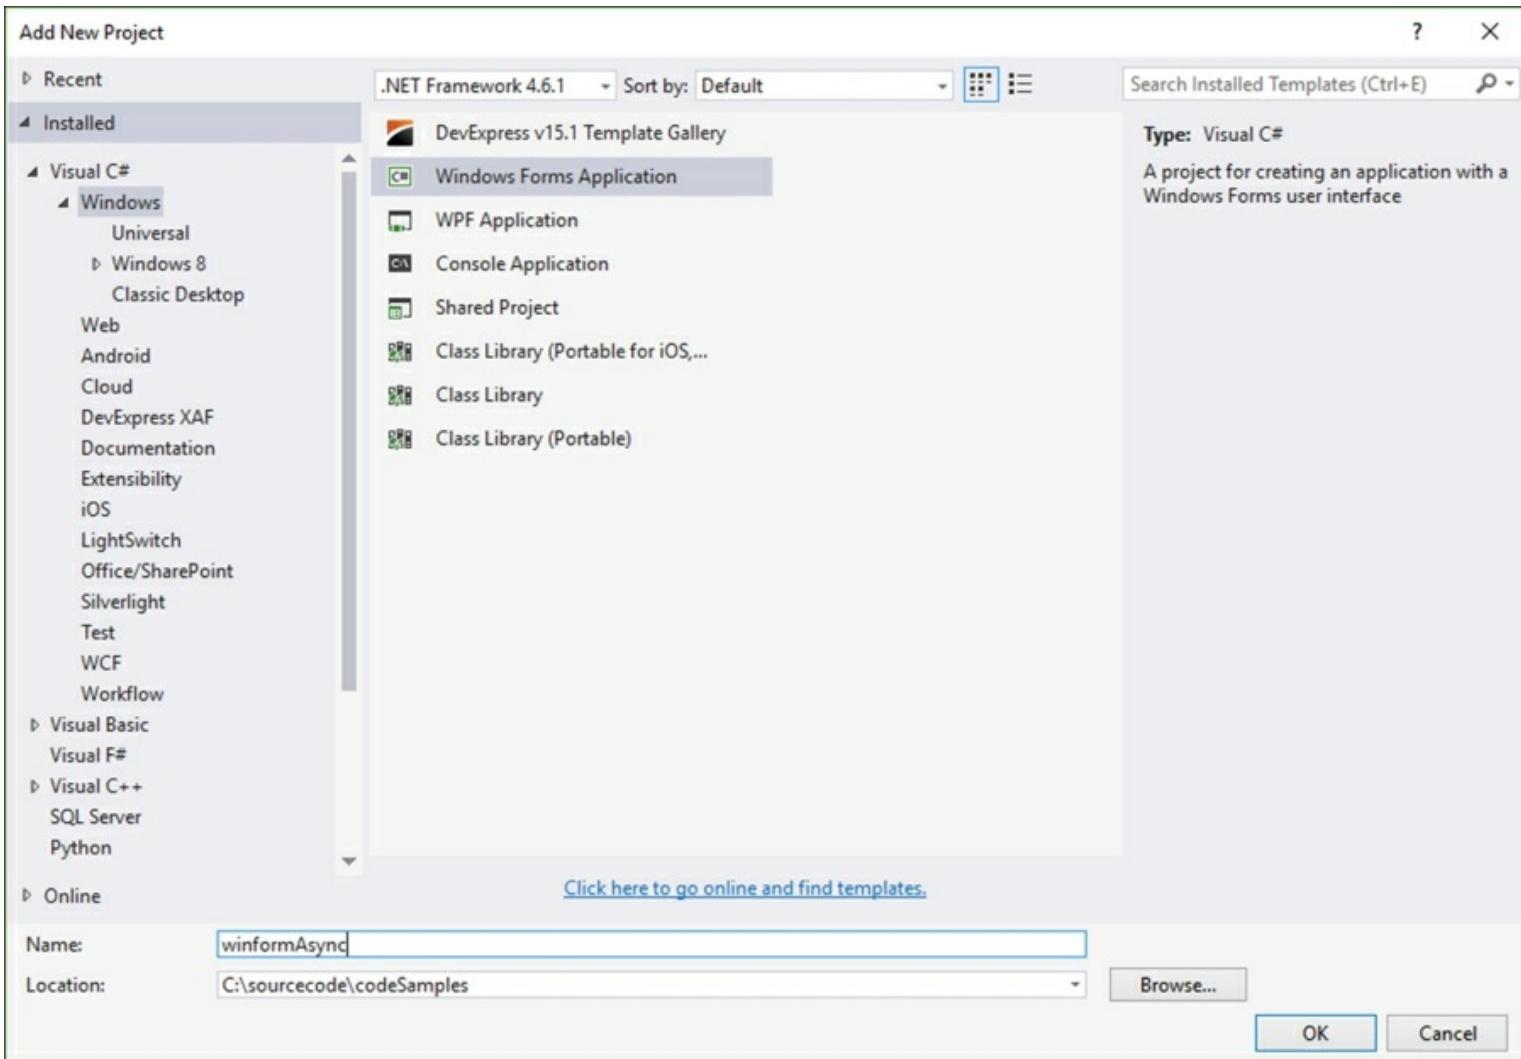 Add New Project
?
Recent
.NET Framework 4.6.1
Sort by: Default
Search Installed Templates (Ctrl+E)
Installed
Visual C#
Windows
Universal
Windows 8
Classic Desktop
Web
Android
Cloud
DevExpress XAF
Documentation
Extensibility
iOS
LightSwitch
Office/SharePoint
Silverlight
Test
WCF
Workflow
Visual Basic
Visual F#
Visual C++
SQL Server
Python
Online
DevExpress v15.1 Template Gallery
C# Windows Forms Application
WPF Application
C:\ Console Application
Shared Project
Class Library (Portable for iOS,...
Class Library
Class Library (Portable)
Click here to go online and find templates.
Type: Visual C#
A project for creating an application with a
Windows Forms user interface
Name: winformAsync
Location: C:\sourcecode\codeSamples
Browse...
OK
Cancel